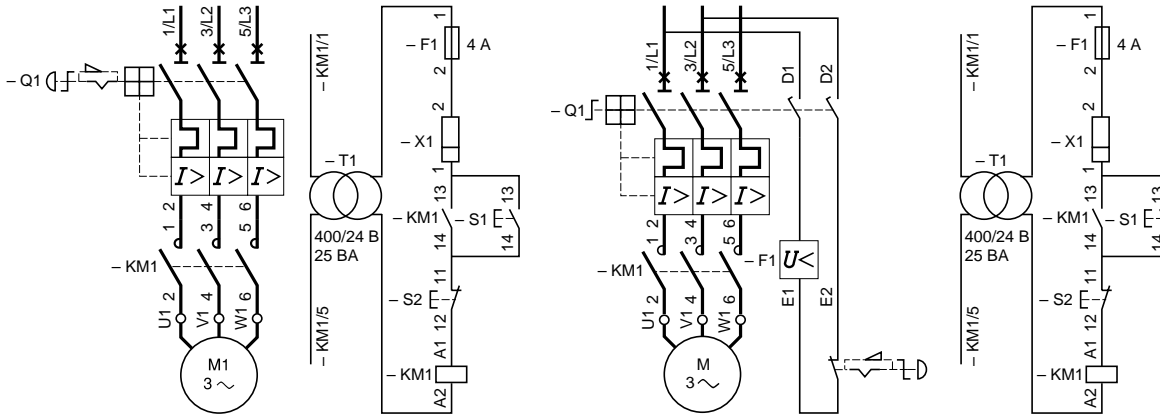 1/L1
3/L2
5/L3
– Q1
I>
I>
I>
2
4
6
1
3
5
– KM1
2
4
6
U1
V1
W1
M1
3 ~
– KM1/1
– KM1/5
– T1
400/24 В
25 ВА
1
– F1
4 A
2
2
– X1
1
13
– KM1
14
13
– S1
14
11
– S2
12
A1
– KM1
A2
1/L1
3/L2
5/L3
D1
D2
– Q1
I>
I>
I>
2
4
6
1
3
5
– KM1
2
4
6
– F1
U<
E1
E2
U1
V1
W1
M
3 ~
– KM1/1
– KM1/5
– T1
400/24 В
25 ВА
1
– F1
4 A
2
2
– X1
1
13
– KM1
14
13
– S1
14
11
– S2
12
A1
– KM1
A2